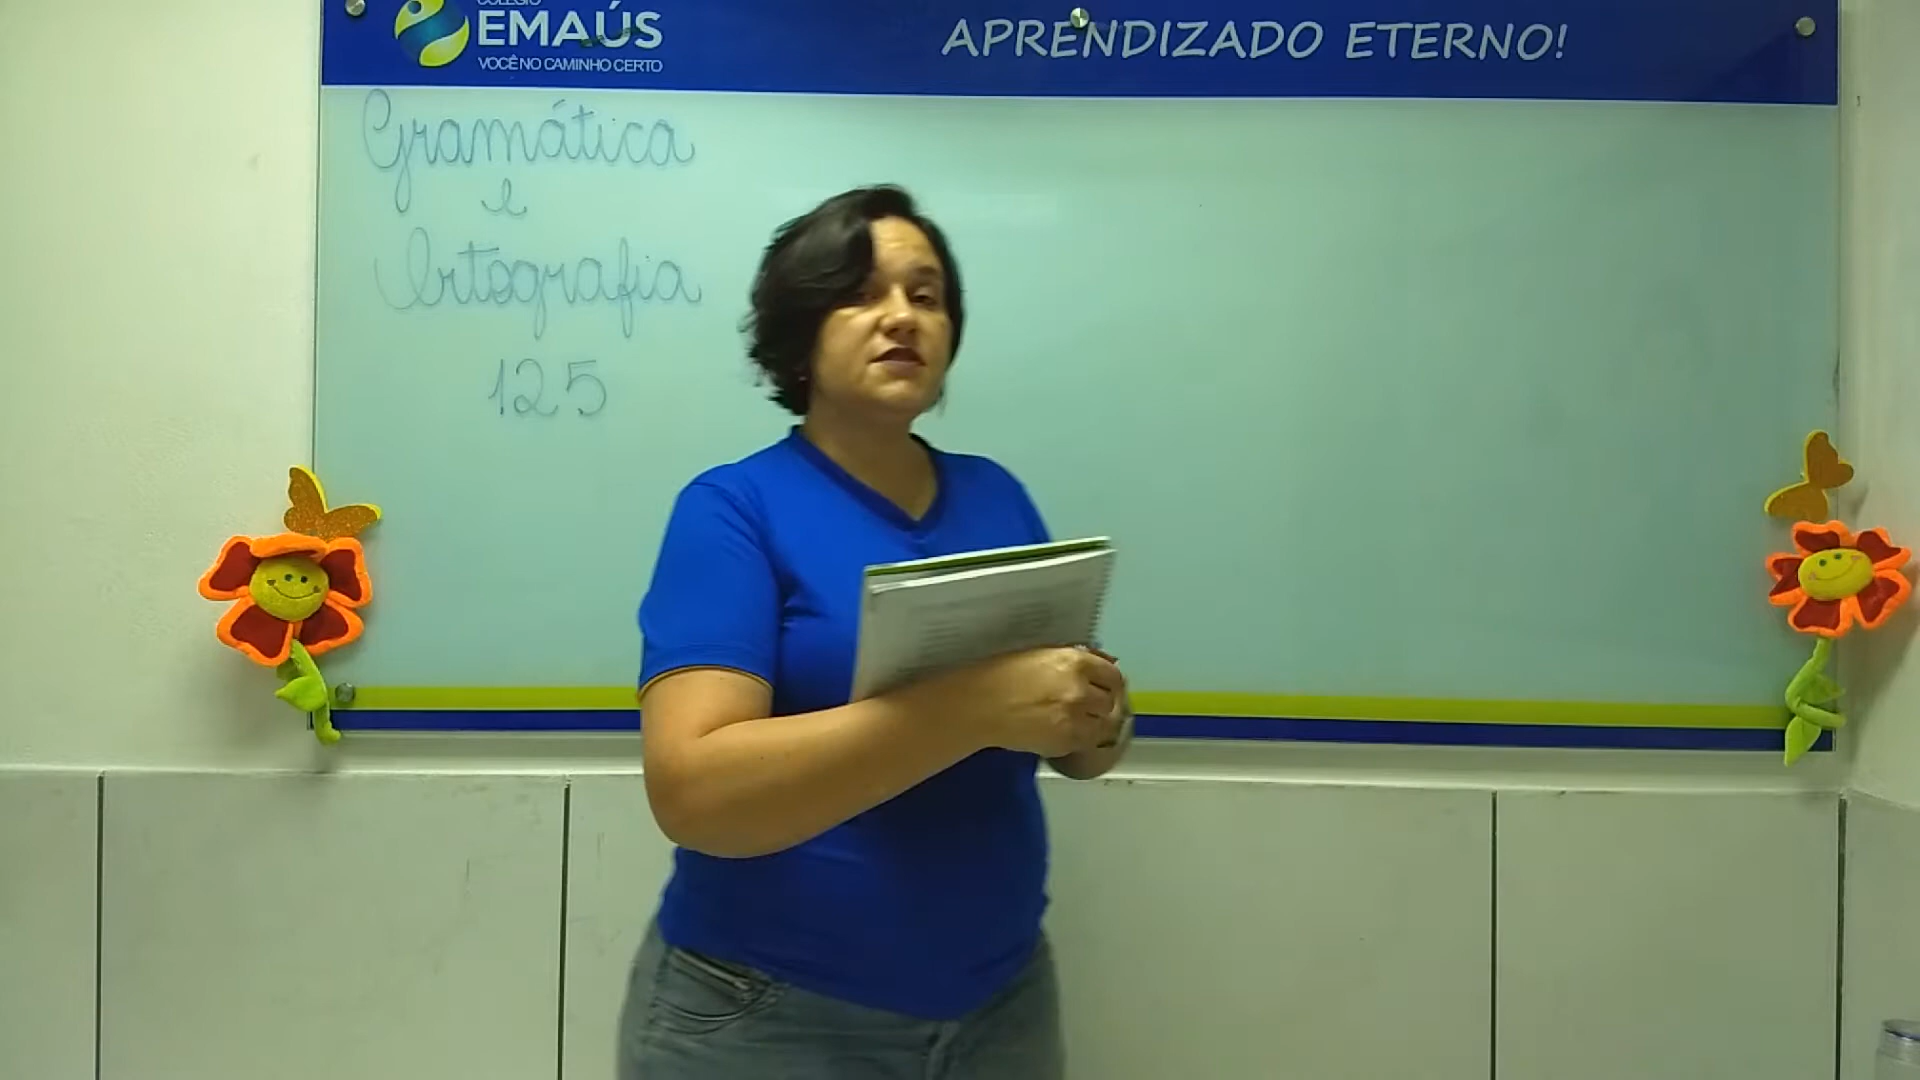 COLÉGIO
EMAÚS
VOCÊ NO CAMINHO CERTO
APRENDIZADO ETERNO!
Gramática
e
Ortografia
125